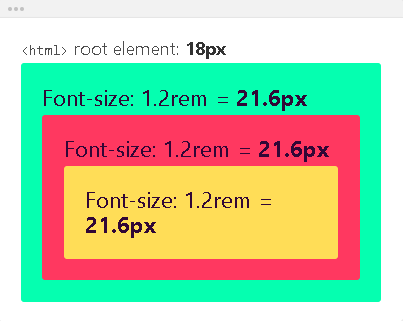 <html> root element: 18px
Font-size: 1.2rem = 21.6px
Font-size: 1.2rem = 21.6px
Font-size: 1.2rem =
21.6px